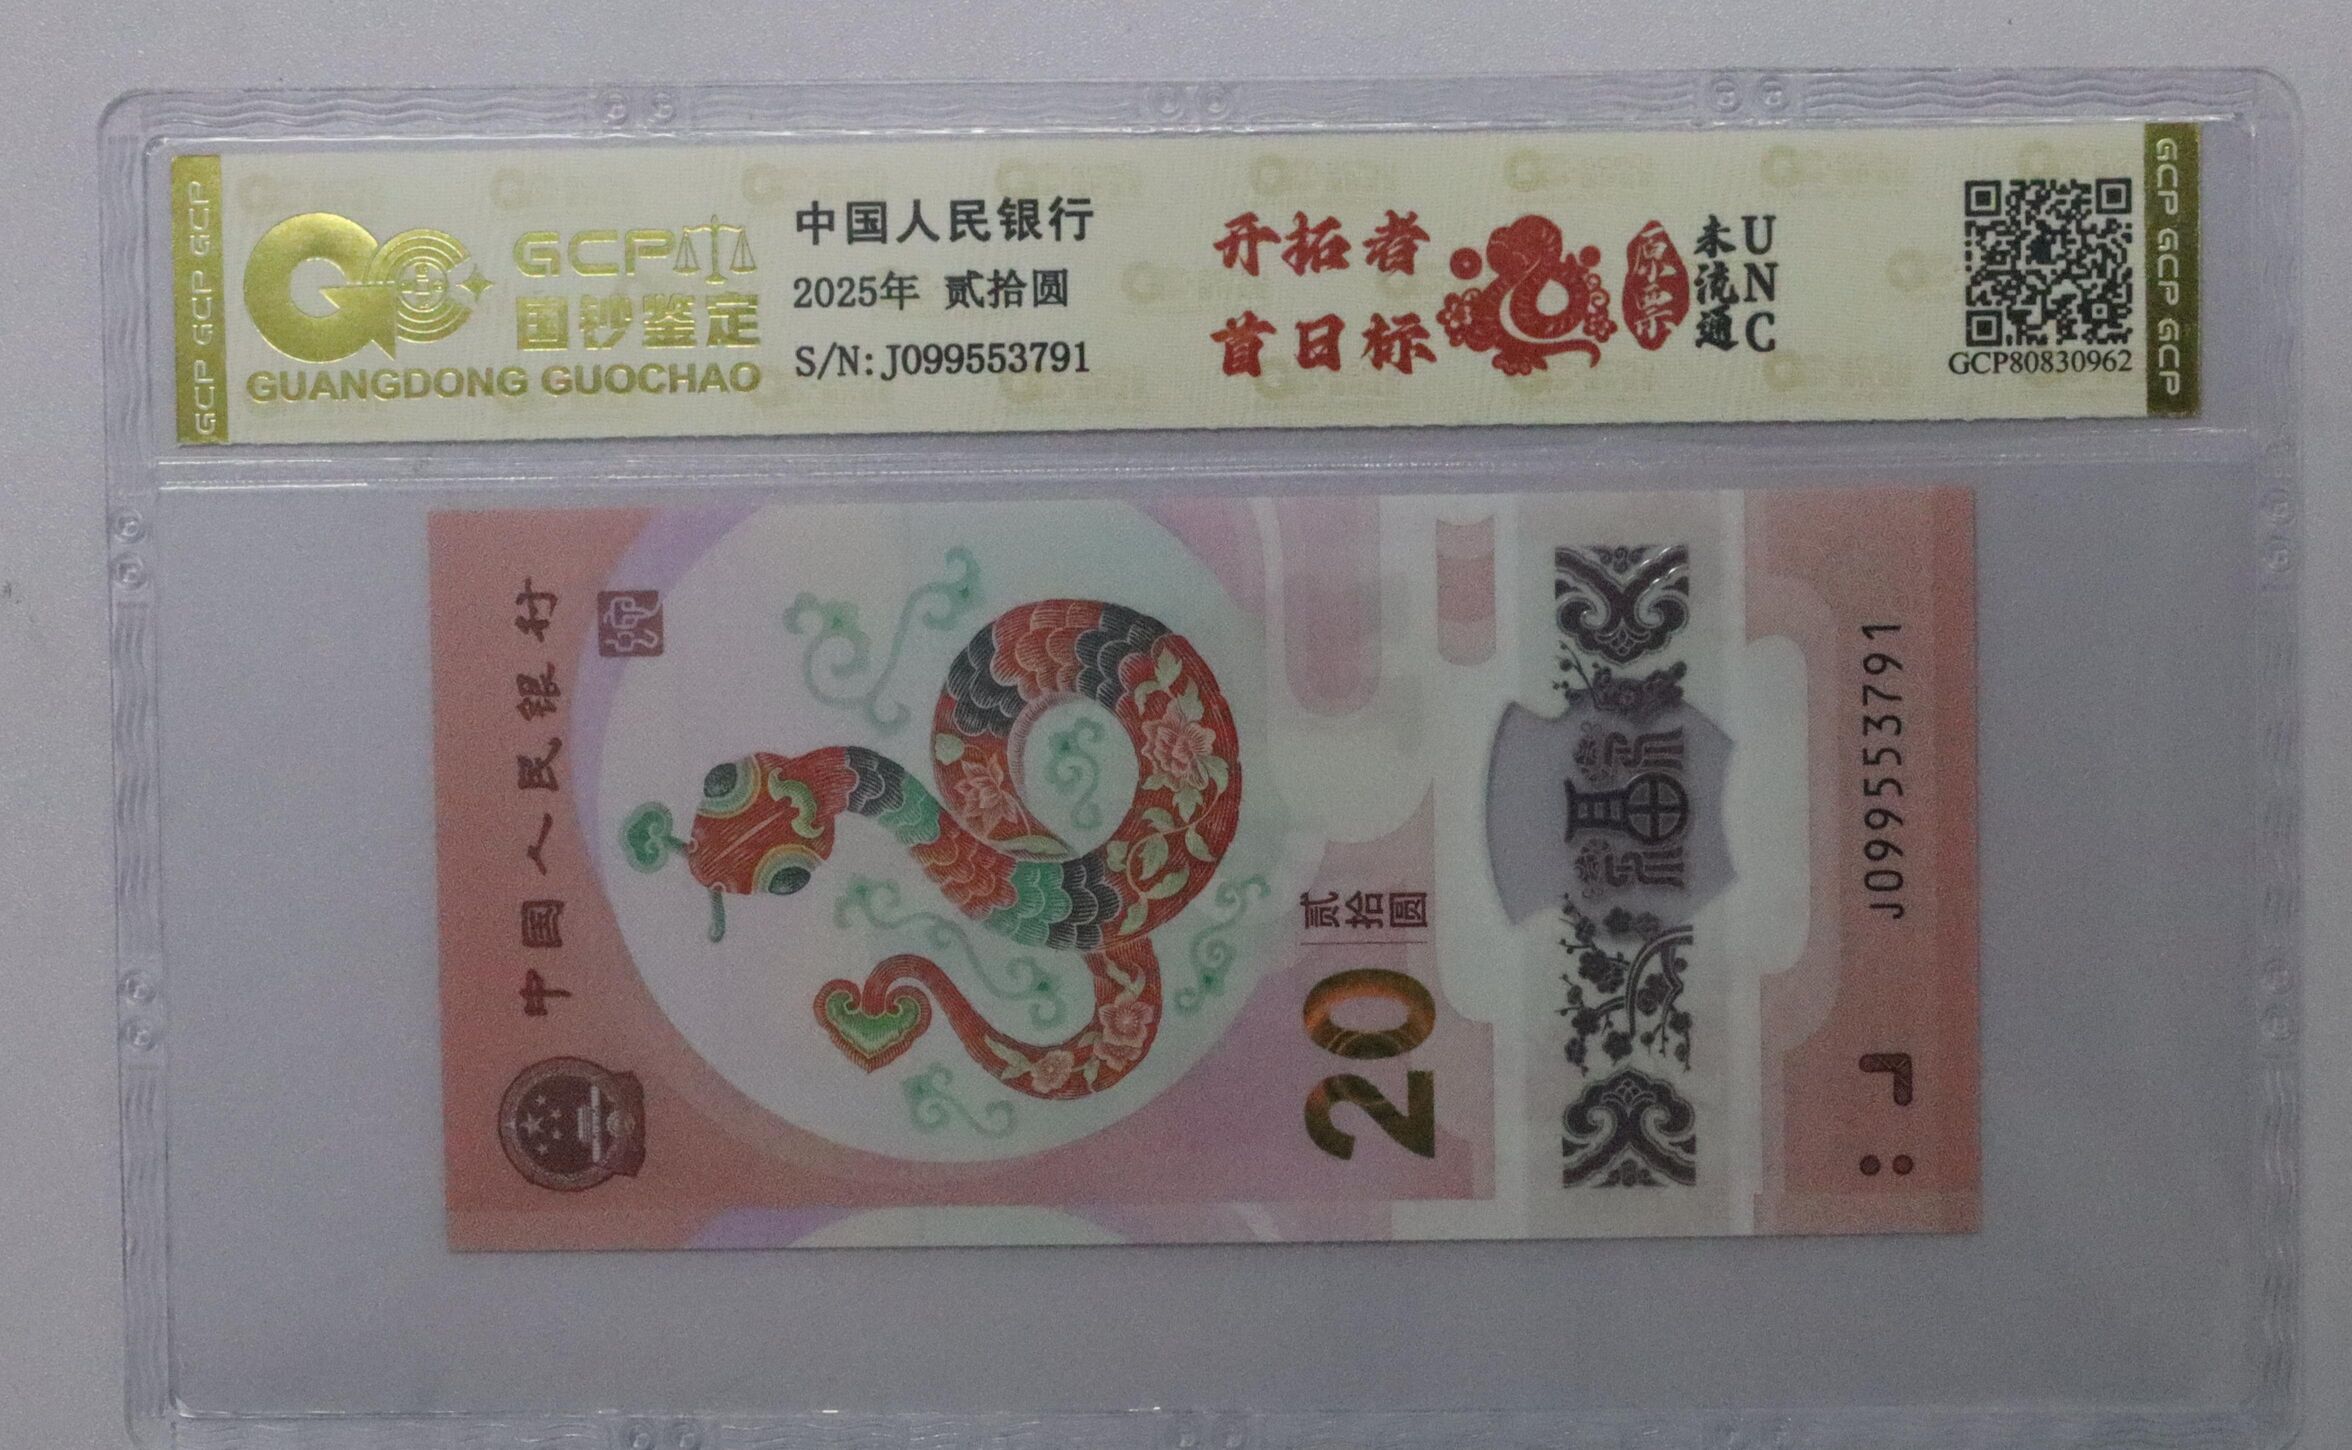 GCP GCP GCP
GCP
国钞鉴定
GUANGDONG GUOCHAO
中国人民银行
2025年 贰拾圆
S/N:J099553791
开拓者
首日标
原票
未流通
UNC
GCP80830962
GCP GCP GCP
中国人民银行
贰拾圆
20
J099553791